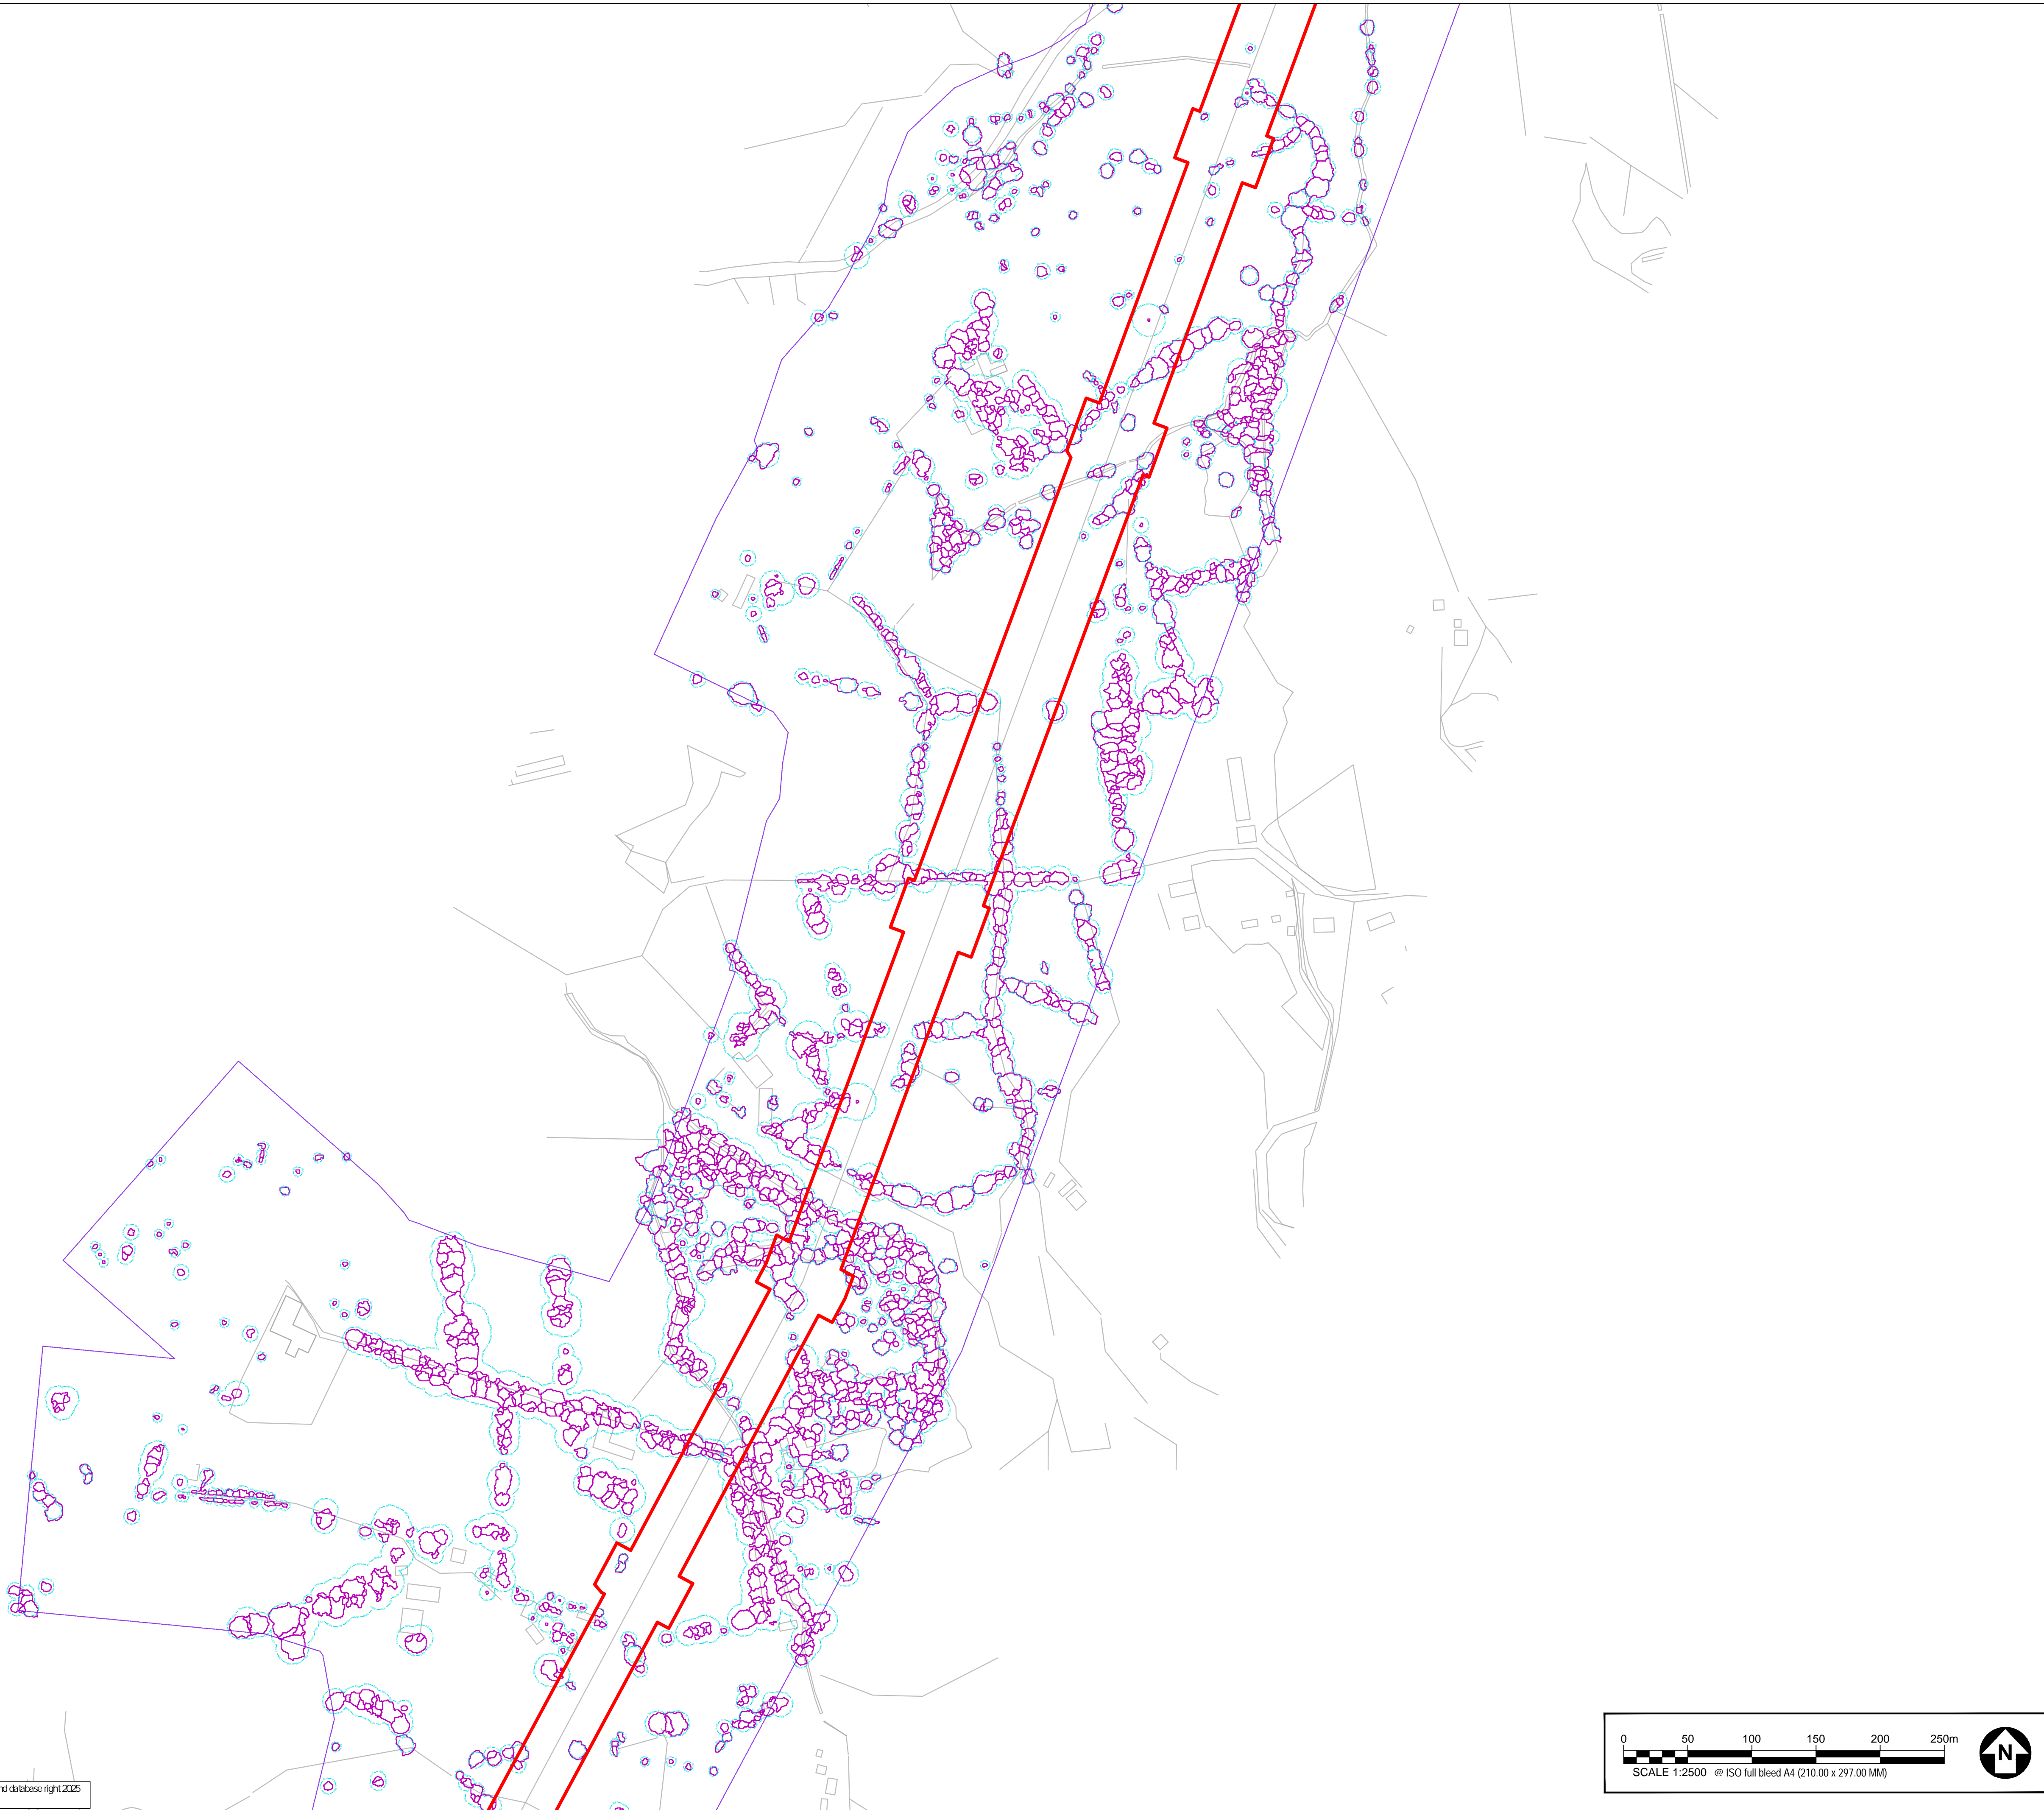 0 50 100 150 200 250m
SCALE 1:2500 @ ISO full bleed A4 (210.00 x 297.00 MM)
N
nd database right 2025